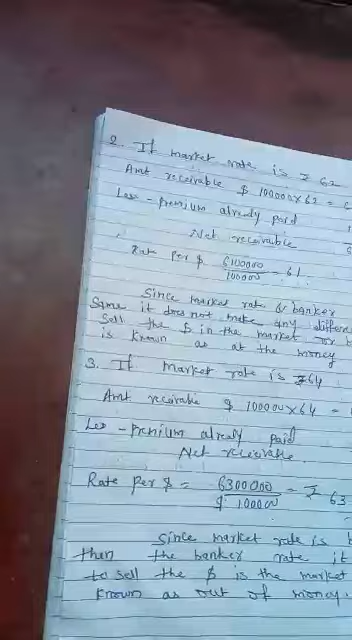 2. If market rate is ₹ 62
Amt receivable $ 100000 x 62 =
Less - Premium already paid
Net receivable
Rate Per $ 6100000 / 100000 = 61
Since market rate & banker
Same it does not make any differen
Sell the $ in the market or b
is known as at the money
3. If market rate is ₹64
Amt receivable $ 100000 x 64 =
Less - Premium already paid
Net receivable
Rate Per $ = 6300000 / $ 100000 = ₹ 63
Since market rate is h
than the banker rate it
to sell the $ is the market
known as out of money.